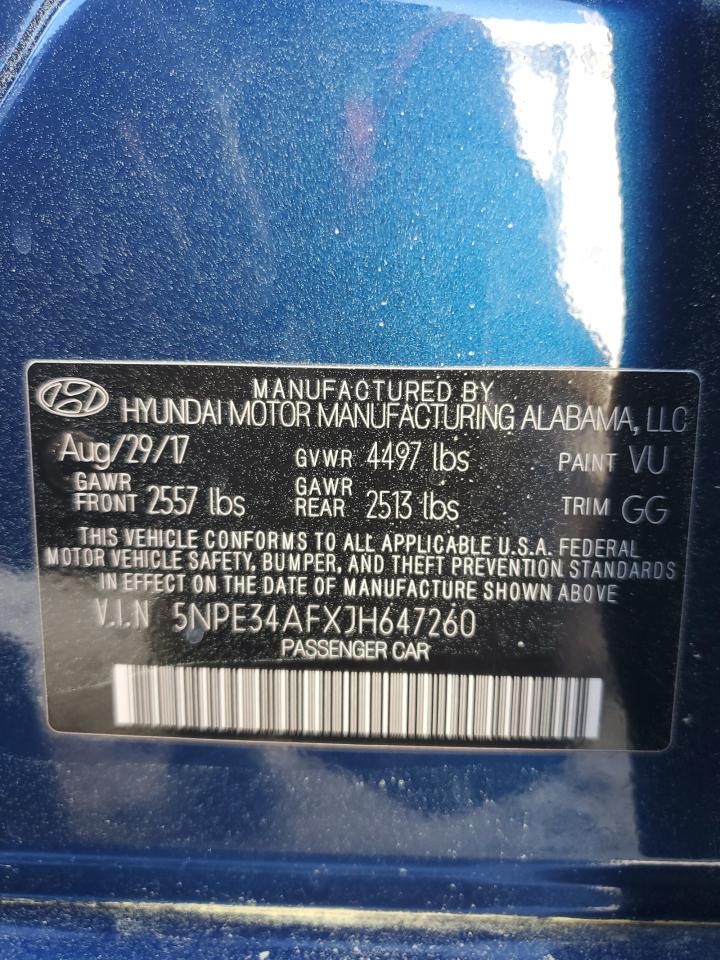 MANUFACTURED BY
HYUNDAI MOTOR MANUFACTURING ALABAMA, LLC
Aug/29/17 GVWR 4497 lbs PAINT VU
GAWR FRONT 2557 lbs GAWR REAR 2513 lbs TRIM GG
THIS VEHICLE CONFORMS TO ALL APPLICABLE U.S.A. FEDERAL
MOTOR VEHICLE SAFETY, BUMPER, AND THEFT PREVENTION STANDARDS
IN EFFECT ON THE DATE OF MANUFACTURE SHOWN ABOVE
V.I.N 5NPE34AFXJH647260
PASSENGER CAR